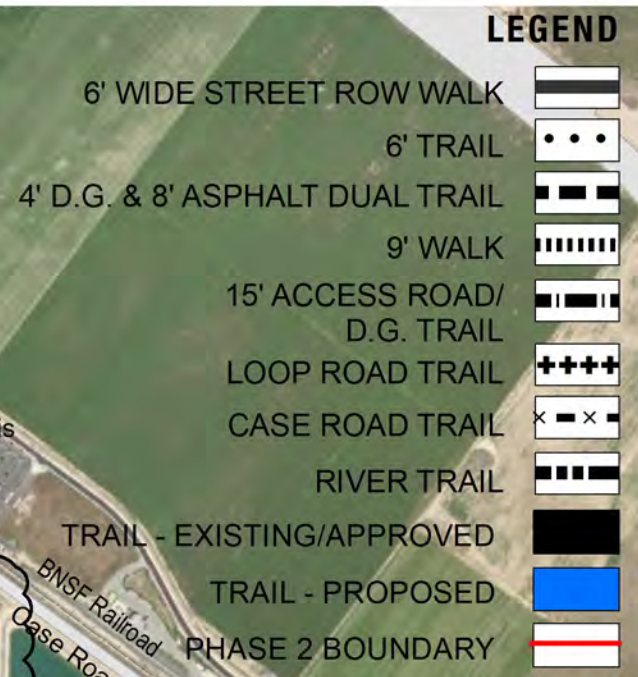 LEGEND
6' WIDE STREET ROW WALK
6' TRAIL
4' D.G. & 8' ASPHALT DUAL TRAIL
9' WALK
15' ACCESS ROAD/
D.G. TRAIL
LOOP ROAD TRAIL
CASE ROAD TRAIL
RIVER TRAIL
TRAIL - EXISTING/APPROVED
TRAIL - PROPOSED
PHASE 2 BOUNDARY
BNSF Railroad
Case Roa